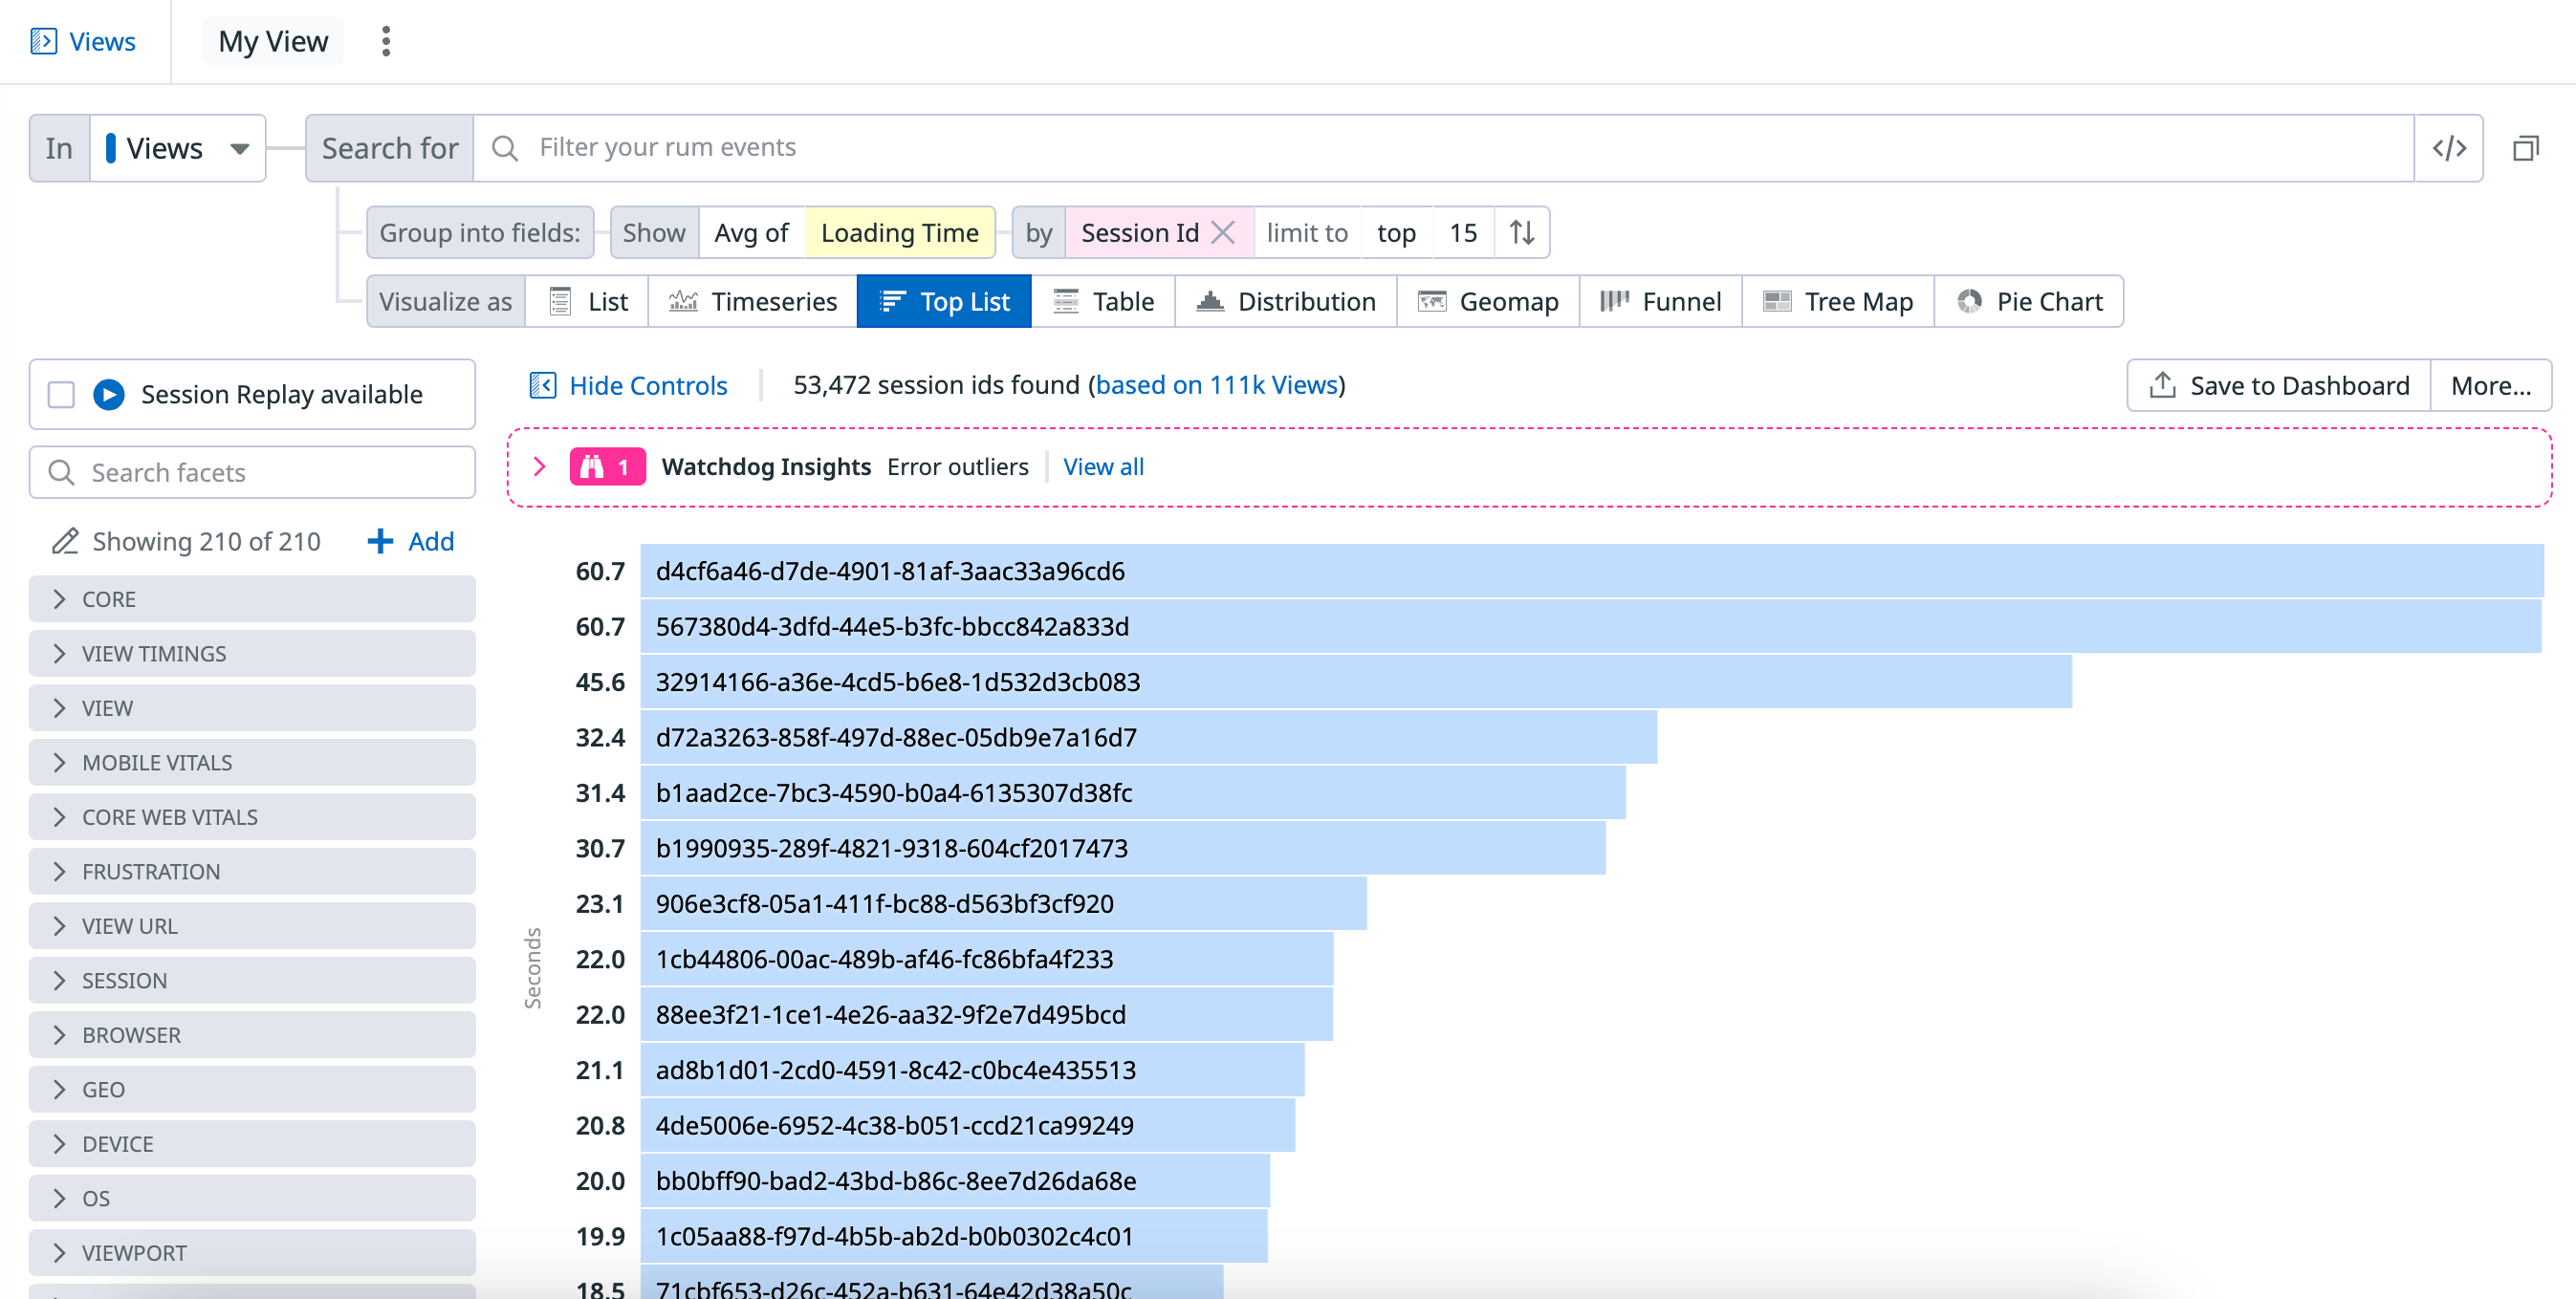 Views
My View
In Views Search for Filter your rum events </>
Group into fields: Show Avg of Loading Time by Session Id limit to top 15
Visualize as List Timeseries Top List Table Distribution Geomap Funnel Tree Map Pie Chart
Session Replay available
Search facets
Showing 210 of 210 + Add
CORE
VIEW TIMINGS
VIEW
MOBILE VITALS
CORE WEB VITALS
FRUSTRATION
VIEW URL
SESSION
BROWSER
GEO
DEVICE
OS
VIEWPORT
Hide Controls 53,472 session ids found (based on 111k Views) Save to Dashboard More...
1 Watchdog Insights Error outliers View all
Seconds
60.7 d4cf6a46-d7de-4901-81af-3aac33a96cd6
60.7 567380d4-3dfd-44e5-b3fc-bbcc842a833d
45.6 32914166-a36e-4cd5-b6e8-1d532d3cb083
32.4 d72a3263-858f-497d-88ec-05db9e7a16d7
31.4 b1aad2ce-7bc3-4590-b0a4-6135307d38fc
30.7 b1990935-289f-4821-9318-604cf2017473
23.1 906e3cf8-05a1-411f-bc88-d563bf3cf920
22.0 1cb44806-00ac-489b-af46-fc86bfa4f233
22.0 88ee3f21-1ce1-4e26-aa32-9f2e7d495bcd
21.1 ad8b1d01-2cd0-4591-8c42-c0bc4e435513
20.8 4de5006e-6952-4c38-b051-ccd21ca99249
20.0 bb0bff90-bad2-43bd-b86c-8ee7d26da68e
19.9 1c05aa88-f97d-4b5b-ab2d-b0b0302c4c01
18.5 71cbf653-d26c-452a-b631-64e42d38a50c